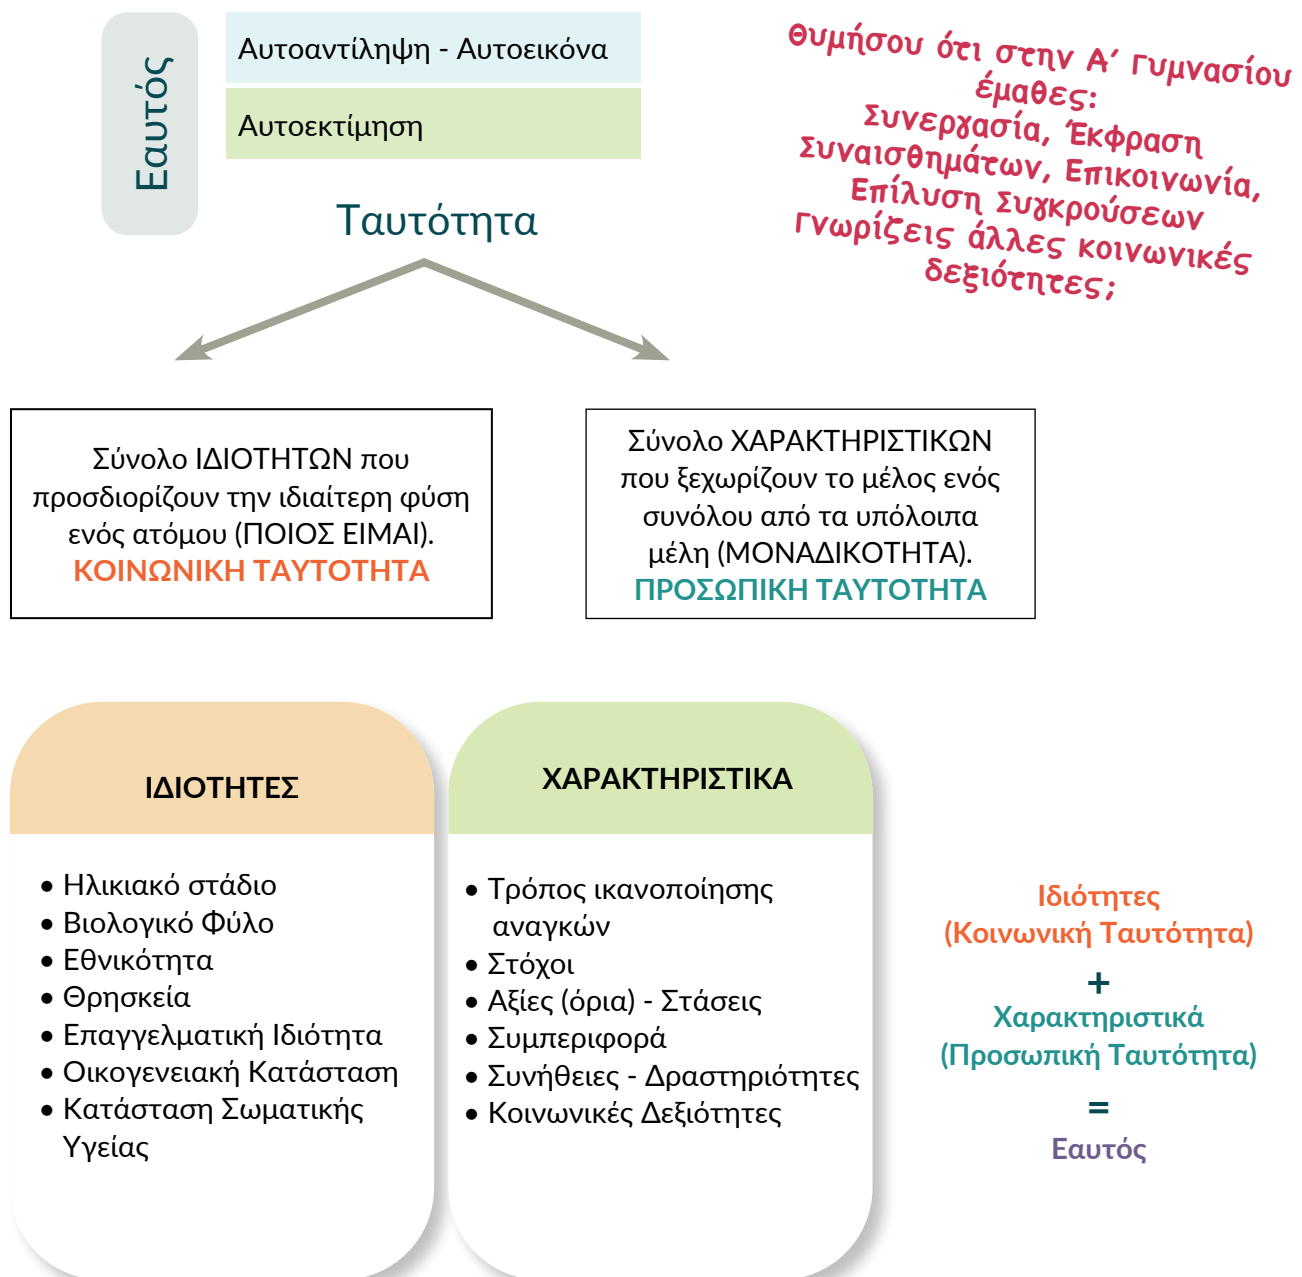 Εαυτός
Αυτοαντίληψη - Αυτοεικόνα
Αυτοεκτίμηση
Ταυτότητα
Θυμήσου ότι στην Α΄ Γυμνασίου
έμαθες:
Συνεργασία, Έκφραση
Συναισθημάτων, Επικοινωνία,
Επίλυση Συγκρούσεων
Γνωρίζεις άλλες κοινωνικές
δεξιότητες;
Σύνολο ΙΔΙΟΤΗΤΩΝ που
προσδιορίζουν την ιδιαίτερη φύση
ενός ατόμου (ΠΟΙΟΣ ΕΙΜΑΙ).
ΚΟΙΝΩΝΙΚΗ ΤΑΥΤΟΤΗΤΑ
Σύνολο ΧΑΡΑΚΤΗΡΙΣΤΙΚΩΝ
που ξεχωρίζουν το μέλος ενός
συνόλου από τα υπόλοιπα
μέλη (ΜΟΝΑΔΙΚΟΤΗΤΑ).
ΠΡΟΣΩΠΙΚΗ ΤΑΥΤΟΤΗΤΑ
ΙΔΙΟΤΗΤΕΣ
• Ηλικιακό στάδιο
• Βιολογικό Φύλο
• Εθνικότητα
• Θρησκεία
• Επαγγελματική Ιδιότητα
• Οικογενειακή Κατάσταση
• Κατάσταση Σωματικής
Υγείας
ΧΑΡΑΚΤΗΡΙΣΤΙΚΑ
• Τρόπος ικανοποίησης
αναγκών
• Στόχοι
• Αξίες (όρια) - Στάσεις
• Συμπεριφορά
• Συνήθειες - Δραστηριότητες
• Κοινωνικές Δεξιότητες
Ιδιότητες
(Κοινωνική Ταυτότητα)
+
Χαρακτηριστικά
(Προσωπική Ταυτότητα)
=
Εαυτός